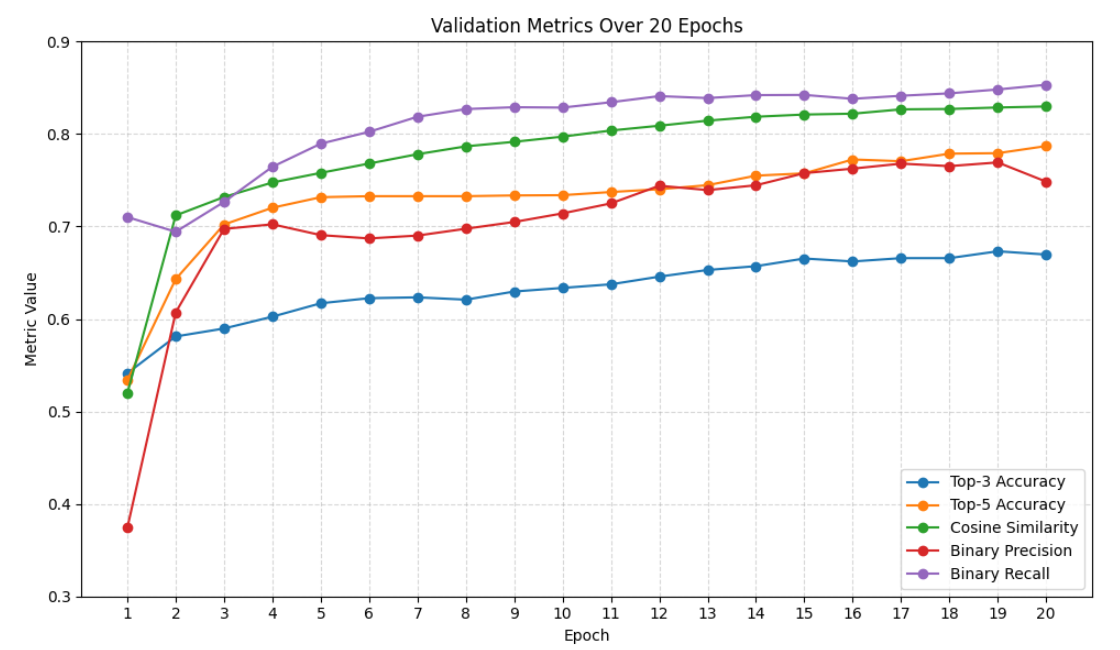 Validation Metrics Over 20 Epochs
0.9
0.8
0.7
0.6
0.5
0.4
0.3
Metric Value
1 2 3 4 5 6 7 8 9 10 11 12 13 14 15 16 17 18 19 20
Epoch
Top-3 Accuracy
Top-5 Accuracy
Cosine Similarity
Binary Precision
Binary Recall